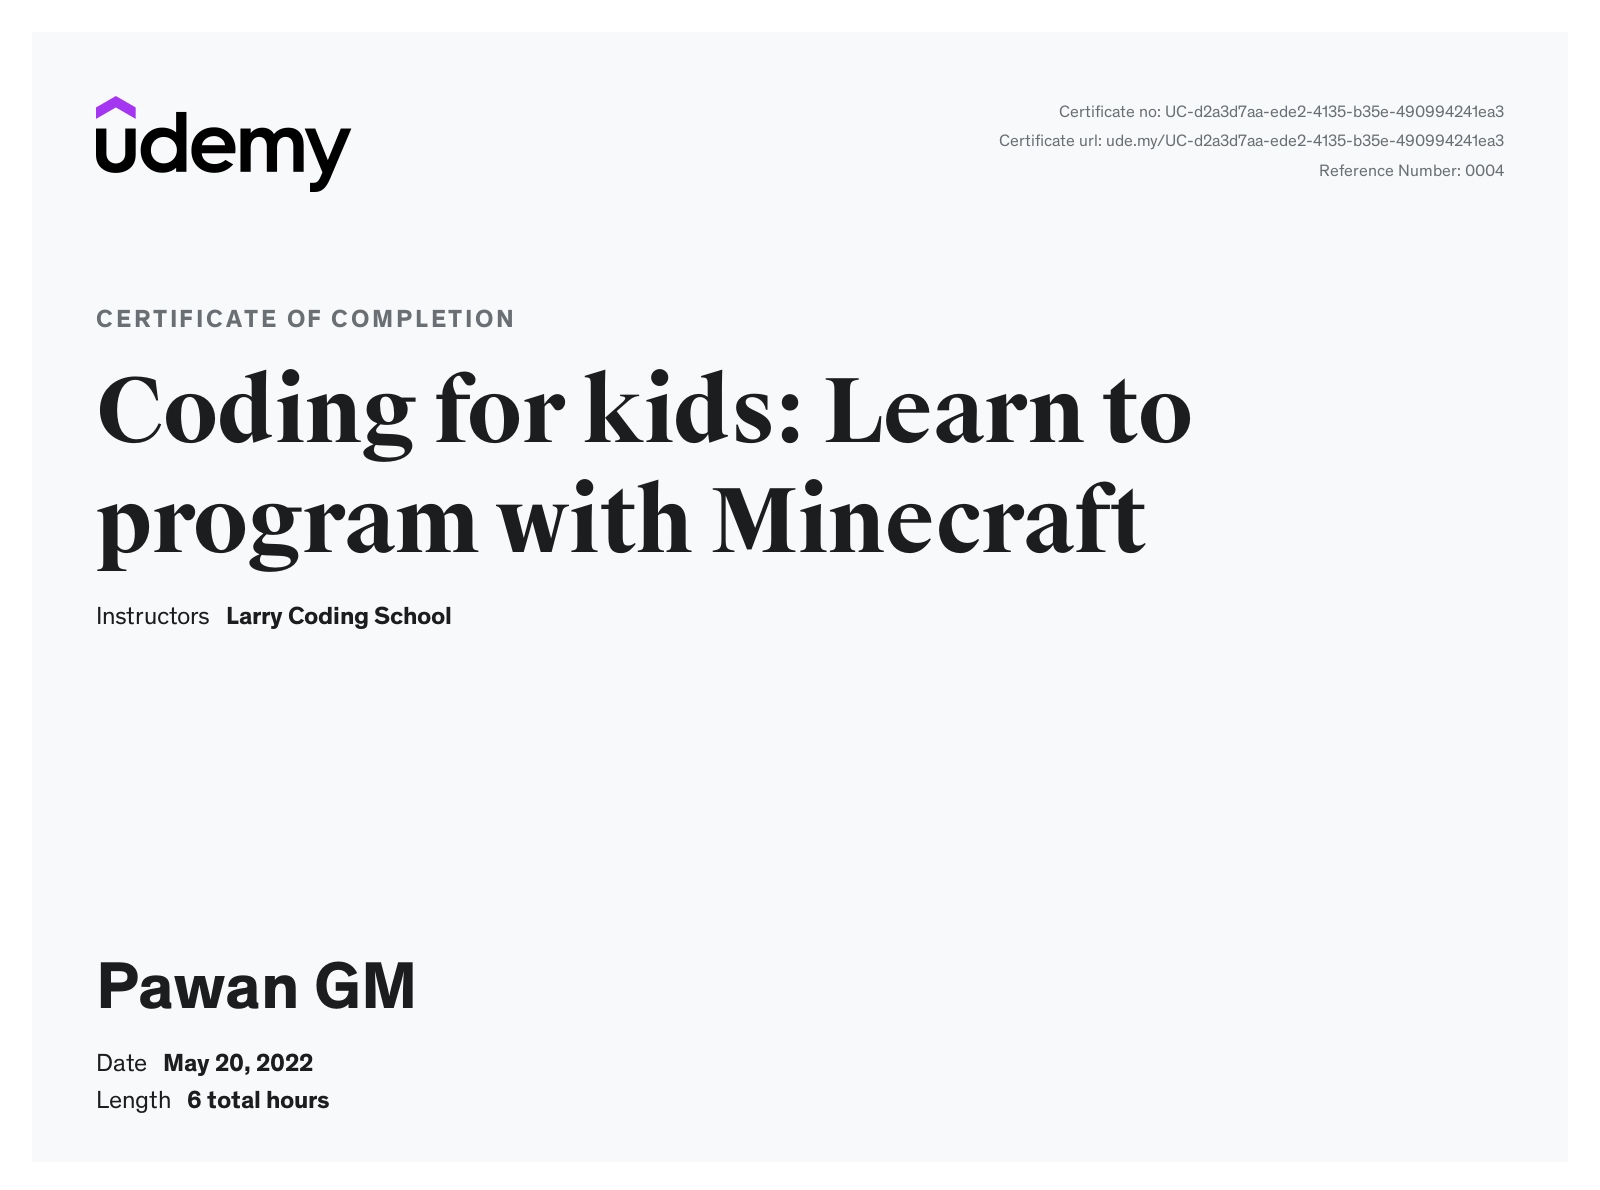 udemy
Certificate no: UC-d2a3d7aa-ede2-4135-b35e-490994241ea3
Certificate url: ude.my/UC-d2a3d7aa-ede2-4135-b35e-490994241ea3
Reference Number: 0004
CERTIFICATE OF COMPLETION
Coding for kids: Learn to
program with Minecraft
Instructors Larry Coding School
Pawan GM
Date May 20, 2022
Length 6 total hours